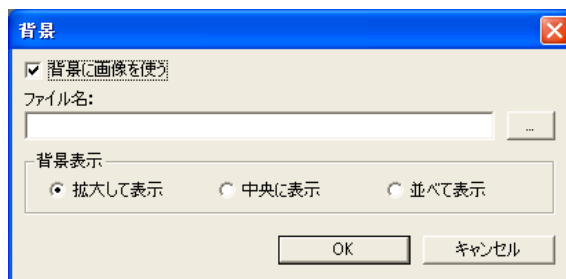 背景
背景に画像を使う
ファイル名:
...
背景表示
拡大して表示 中央に表示 並べて表示
OK キャンセル